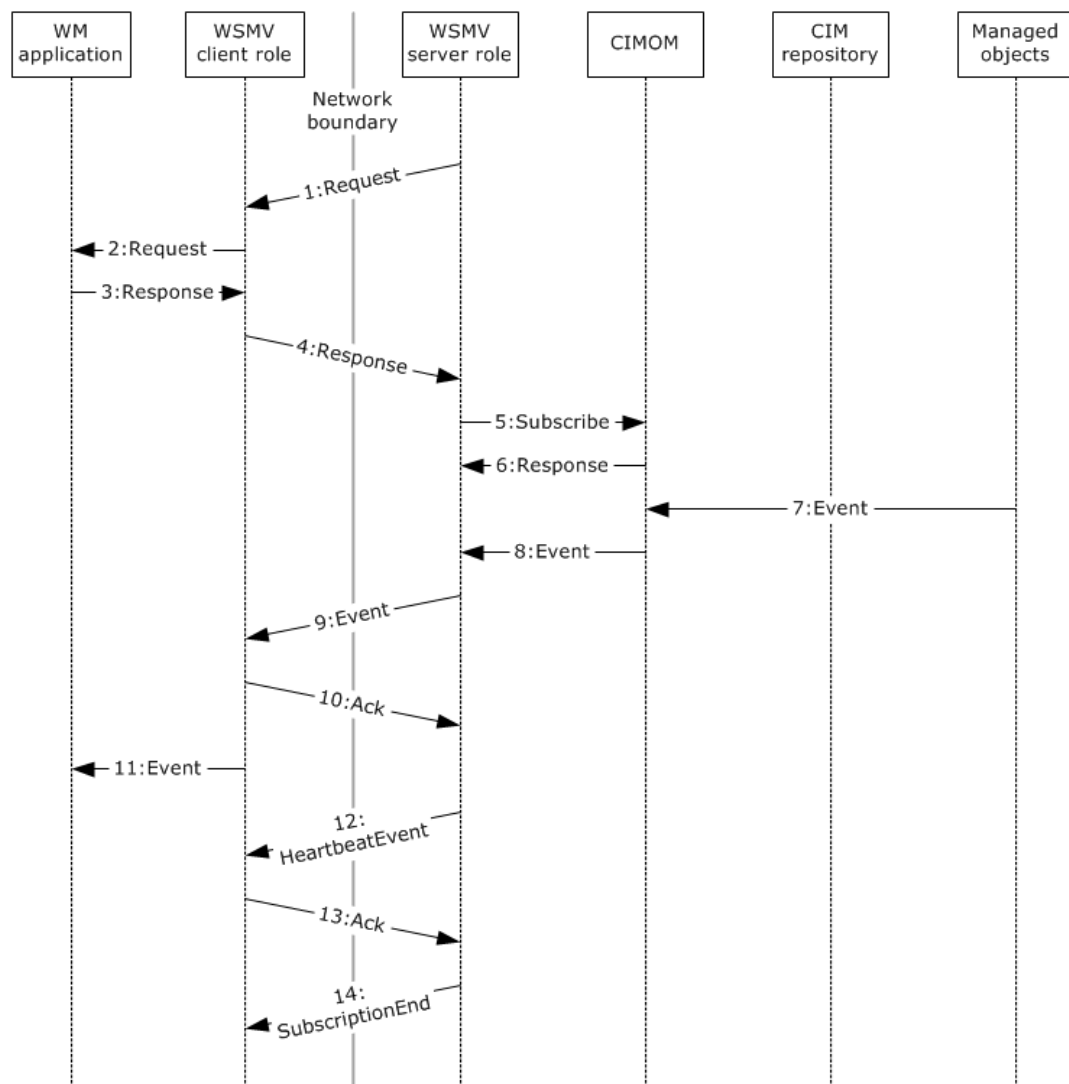 WM
application
WSMV
client role
WSMV
server role
CIMOM
CIM
repository
Managed
objects
Network
boundary
1:Request
2:Request
3:Response
4:Response
5:Subscribe
6:Response
7:Event
8:Event
9:Event
10:Ack
11:Event
12:
HeartbeatEvent
13:Ack
14:
SubscriptionEnd